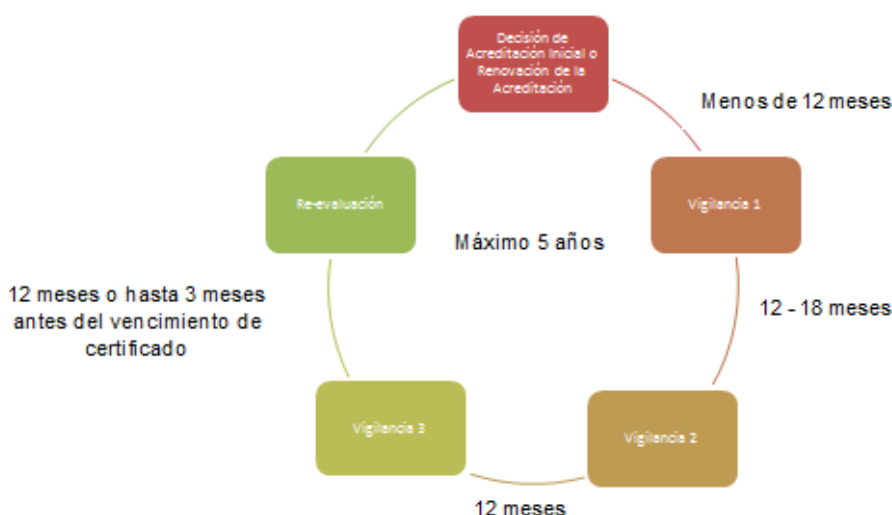 Decisión de
Acreditación Inicial o
Renovación de la
Acreditación
Menos de 12 meses
Vigilancia 1
12 - 18 meses
Vigilancia 2
12 meses
Vigilancia 3
12 meses o hasta 3 meses
antes del vencimiento de
certificado
Re-evaluación
Máximo 5 años